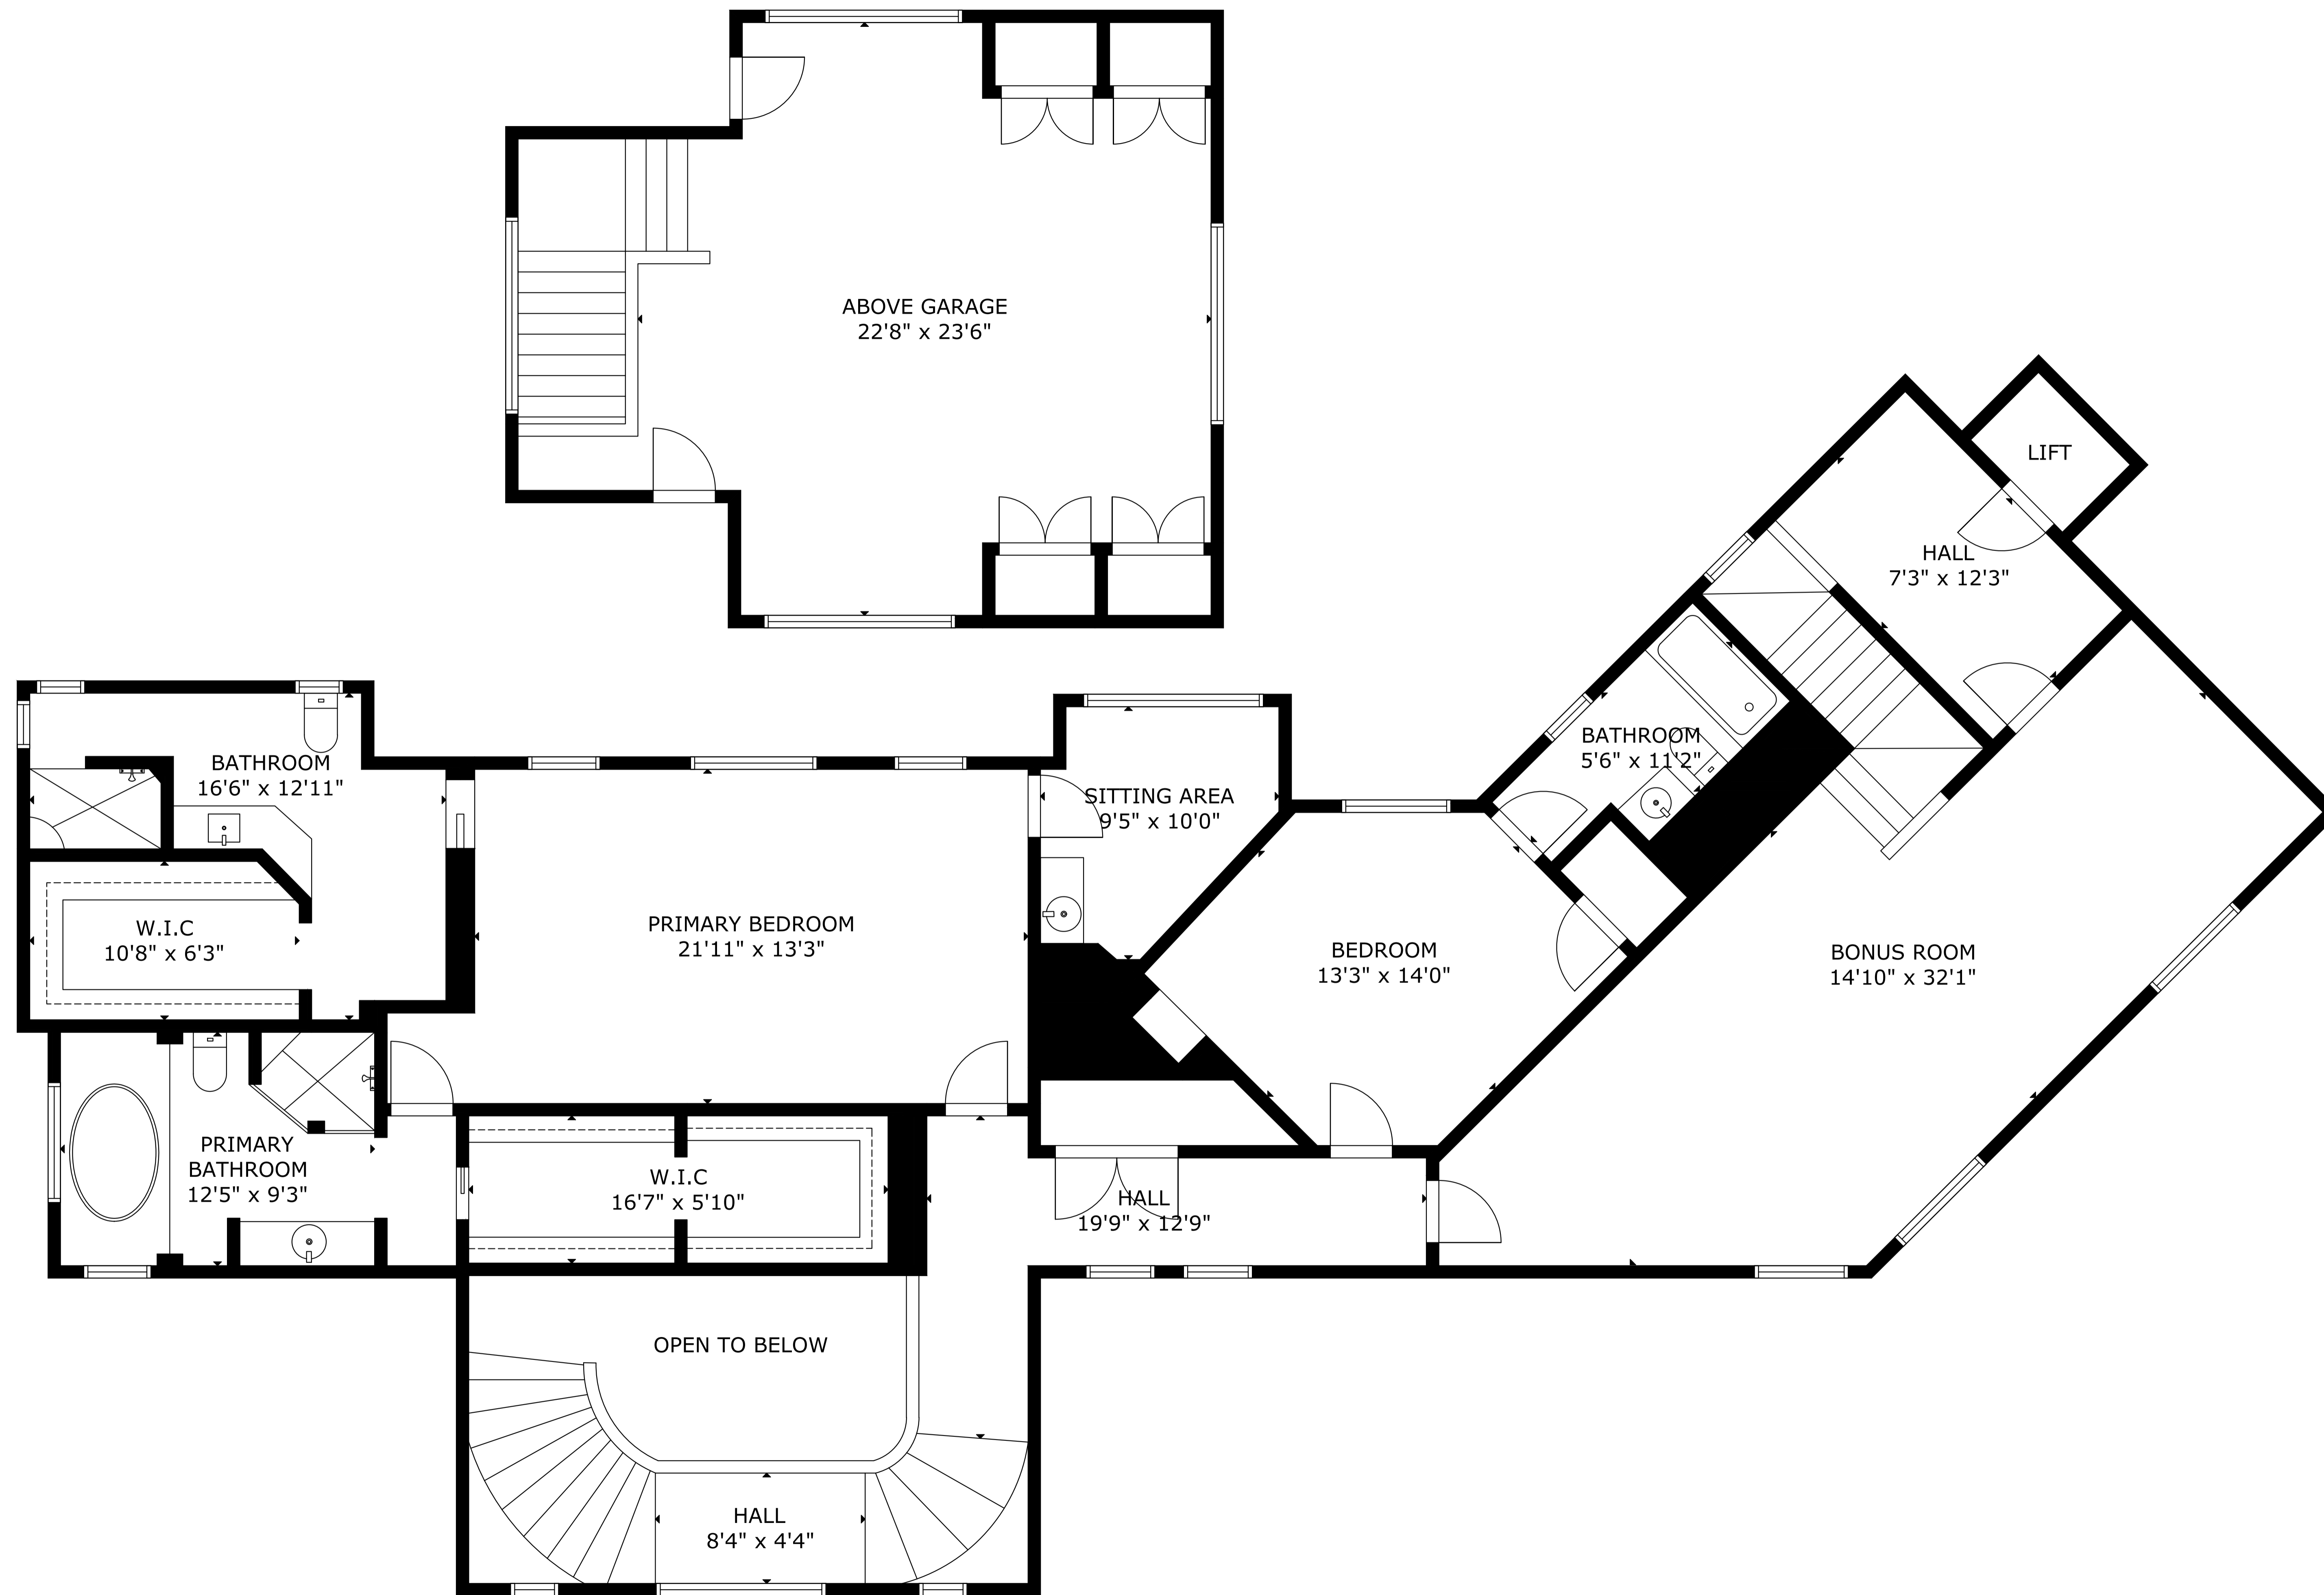 ABOVE GARAGE
22'8" x 23'6"
LIFT
HALL
7'3" x 12'3"
BATHROOM
16'6" x 12'11"
BATHROOM
5'6" x 11'2"
SITTING AREA
9'5" x 10'0"
W.I.C
10'8" x 6'3"
PRIMARY BEDROOM
21'11" x 13'3"
BEDROOM
13'3" x 14'0"
BONUS ROOM
14'10" x 32'1"
PRIMARY
BATHROOM
12'5" x 9'3"
W.I.C
16'7" x 5'10"
HALL
19'9" x 12'9"
OPEN TO BELOW
HALL
8'4" x 4'4"